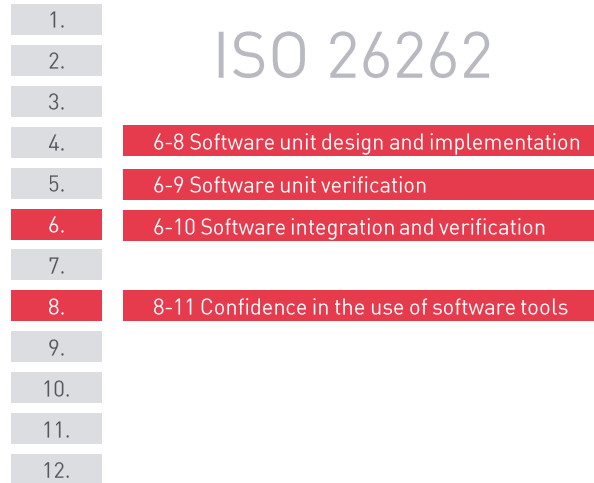 1.
ISO 26262
2.
3.
4.
6-8 Software unit design and implementation
5.
6-9 Software unit verification
6.
6-10 Software integration and verification
7.
8.
8-11 Confidence in the use of software tools
9.
10.
11.
12.